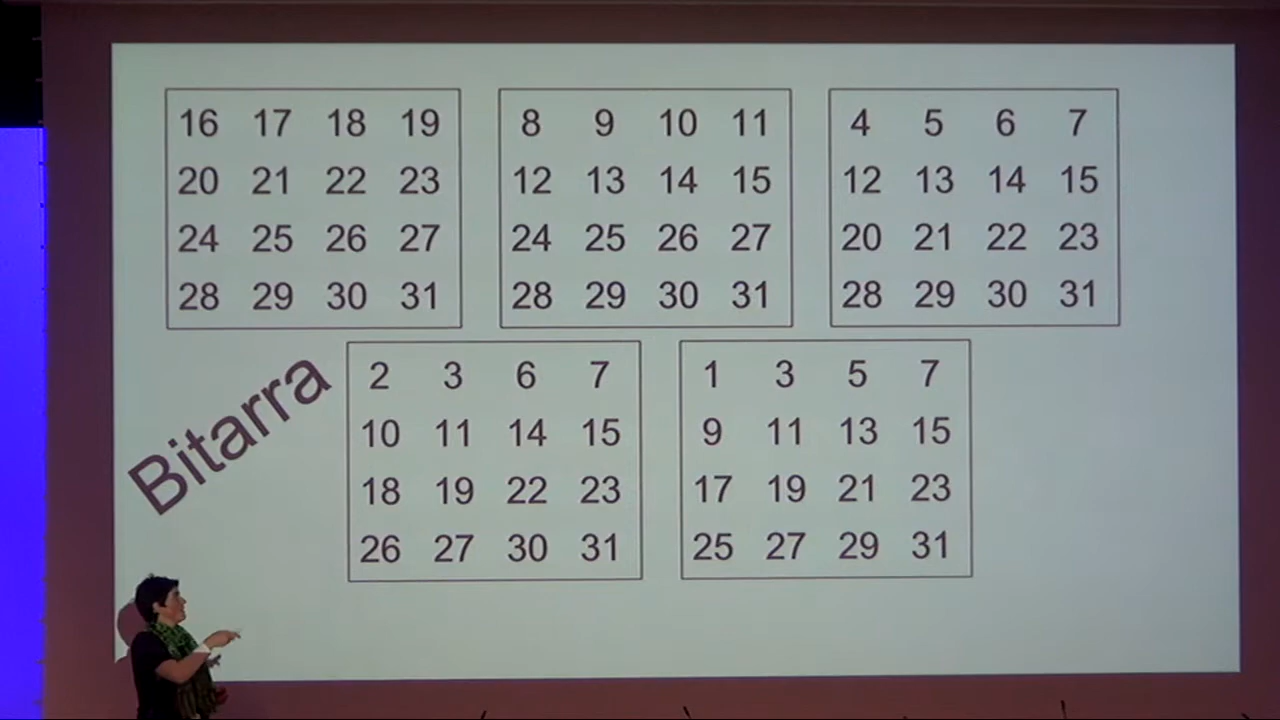 16 17 18 19
20 21 22 23
24 25 26 27
28 29 30 31
8 9 10 11
12 13 14 15
24 25 26 27
28 29 30 31
4 5 6 7
12 13 14 15
20 21 22 23
28 29 30 31
Bitarra
2 3 6 7
10 11 14 15
18 19 22 23
26 27 30 31
1 3 5 7
9 11 13 15
17 19 21 23
25 27 29 31